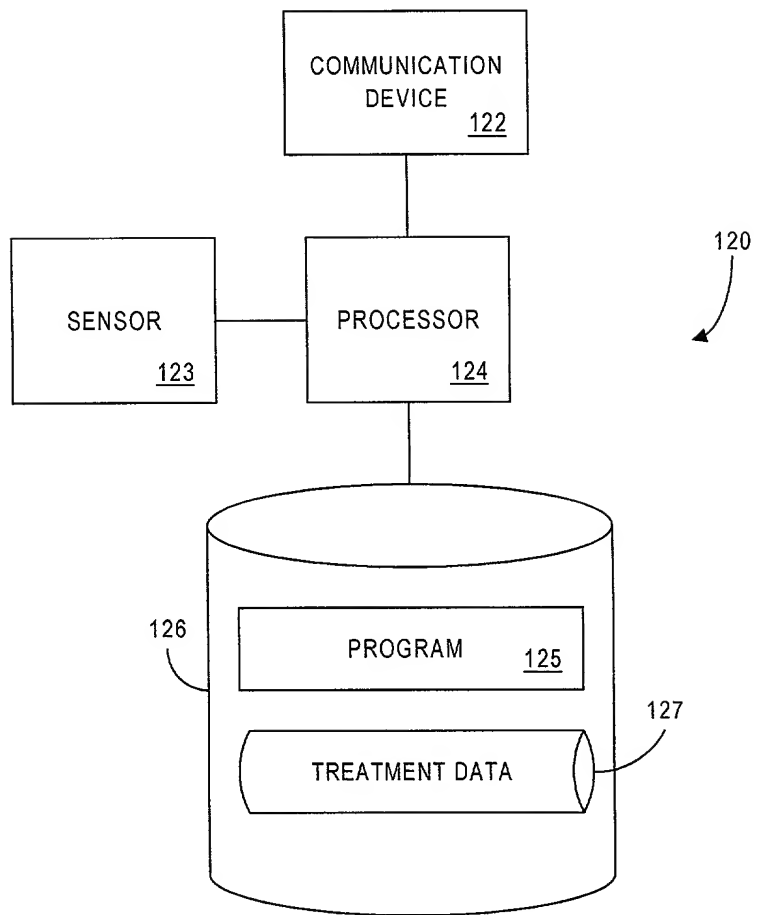 COMMUNICATION
DEVICE
122
120
SENSOR
123
PROCESSOR
124
126
PROGRAM
125
127
TREATMENT DATA